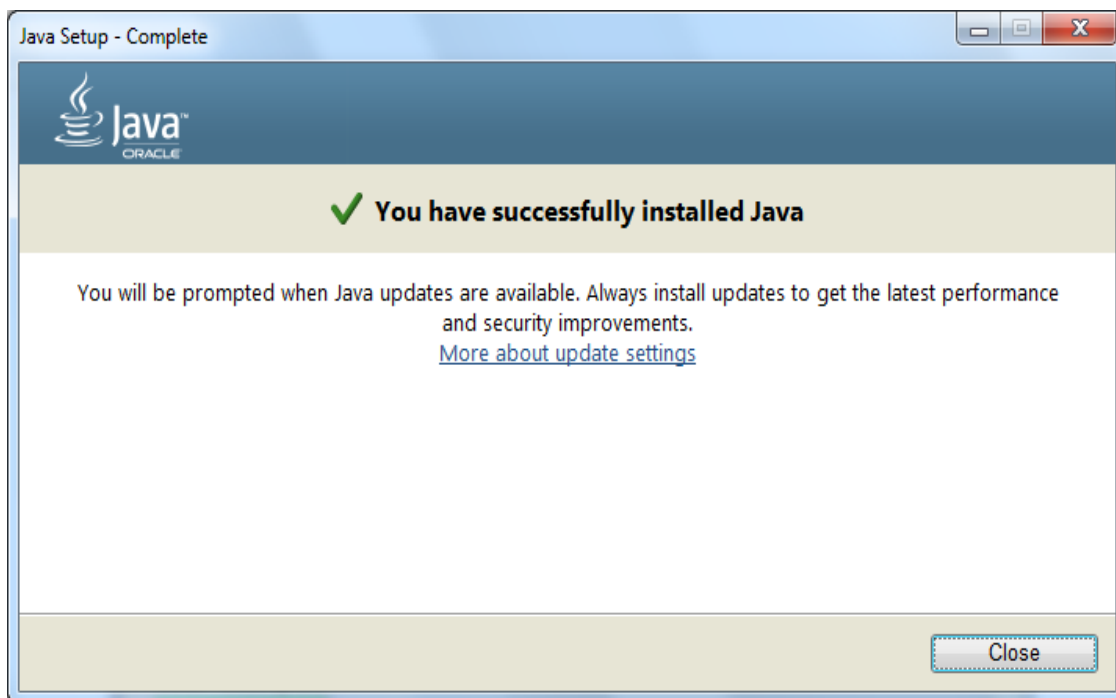 Java Setup - Complete
Java™
ORACLE
You have successfully installed Java
You will be prompted when Java updates are available. Always install updates to get the latest performance
and security improvements.
More about update settings
Close